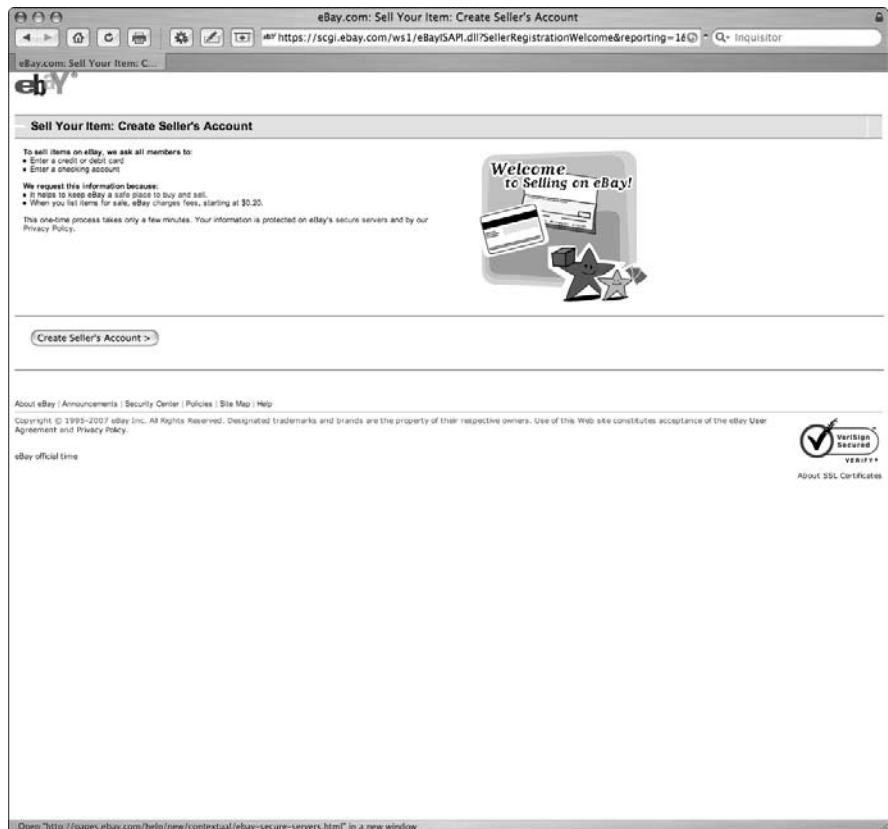 eBay.com: Sell Your Item: Create Seller's Account
https://scgi.ebay.com/ws1/eBayISAPI.dll?SellerRegistrationWelcome&reporting=16
Q- Inquisitor
eBay.com: Sell Your Item: C...
ebaY®
Sell Your Item: Create Seller's Account
To sell items on eBay, we ask all members to:
• Enter a credit or debit card
• Enter a checking account
We request this information because:
• It helps to keep eBay a safe place to buy and sell.
• When you list items for sale, eBay charges fees, starting at $0.20.
This one-time process takes only a few minutes. Your information is protected on eBay's secure servers and by our
Privacy Policy.
Welcome
to Selling on eBay!
Create Seller's Account >
About eBay | Announcements | Security Center | Policies | Site Map | Help
Copyright © 1995-2007 eBay Inc. All Rights Reserved. Designated trademarks and brands are the property of their respective owners. Use of this Web site constitutes acceptance of the eBay User
Agreement and Privacy Policy.
eBay official time
VeriSign
Secured
VERIFY
About SSL Certificates
Open "http://pages.ebay.com/help/new/contextual/ebay-secure-servers.html" in a new window